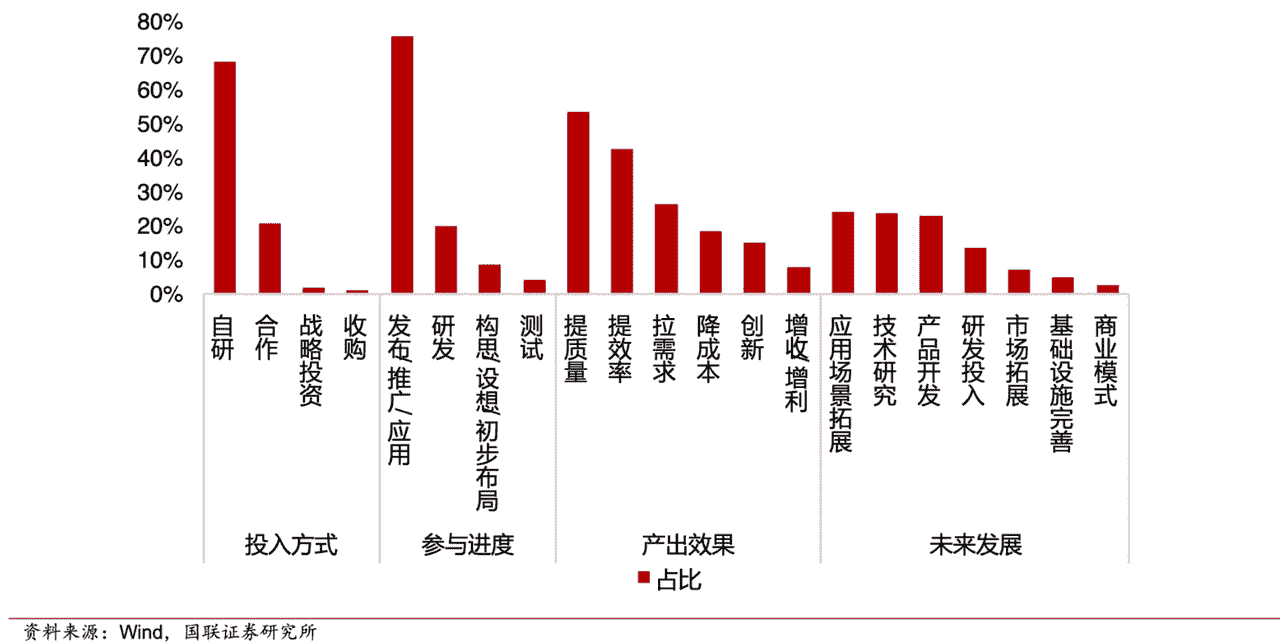 80%
70%
60%
50%
40%
30%
20%
10%
0%
自研
合作
战略投资
收购
发布/推广/应用
研发
构思/设想/初步布局
测试
提质量
提效率
拉需求
降成本
创新
增收/增利
应用场景拓展
技术研究
产品开发
研发投入
市场拓展
基础设施完善
商业模式
投入方式
参与进度
产出效果
未来发展
占比
资料来源：Wind，国联证券研究所